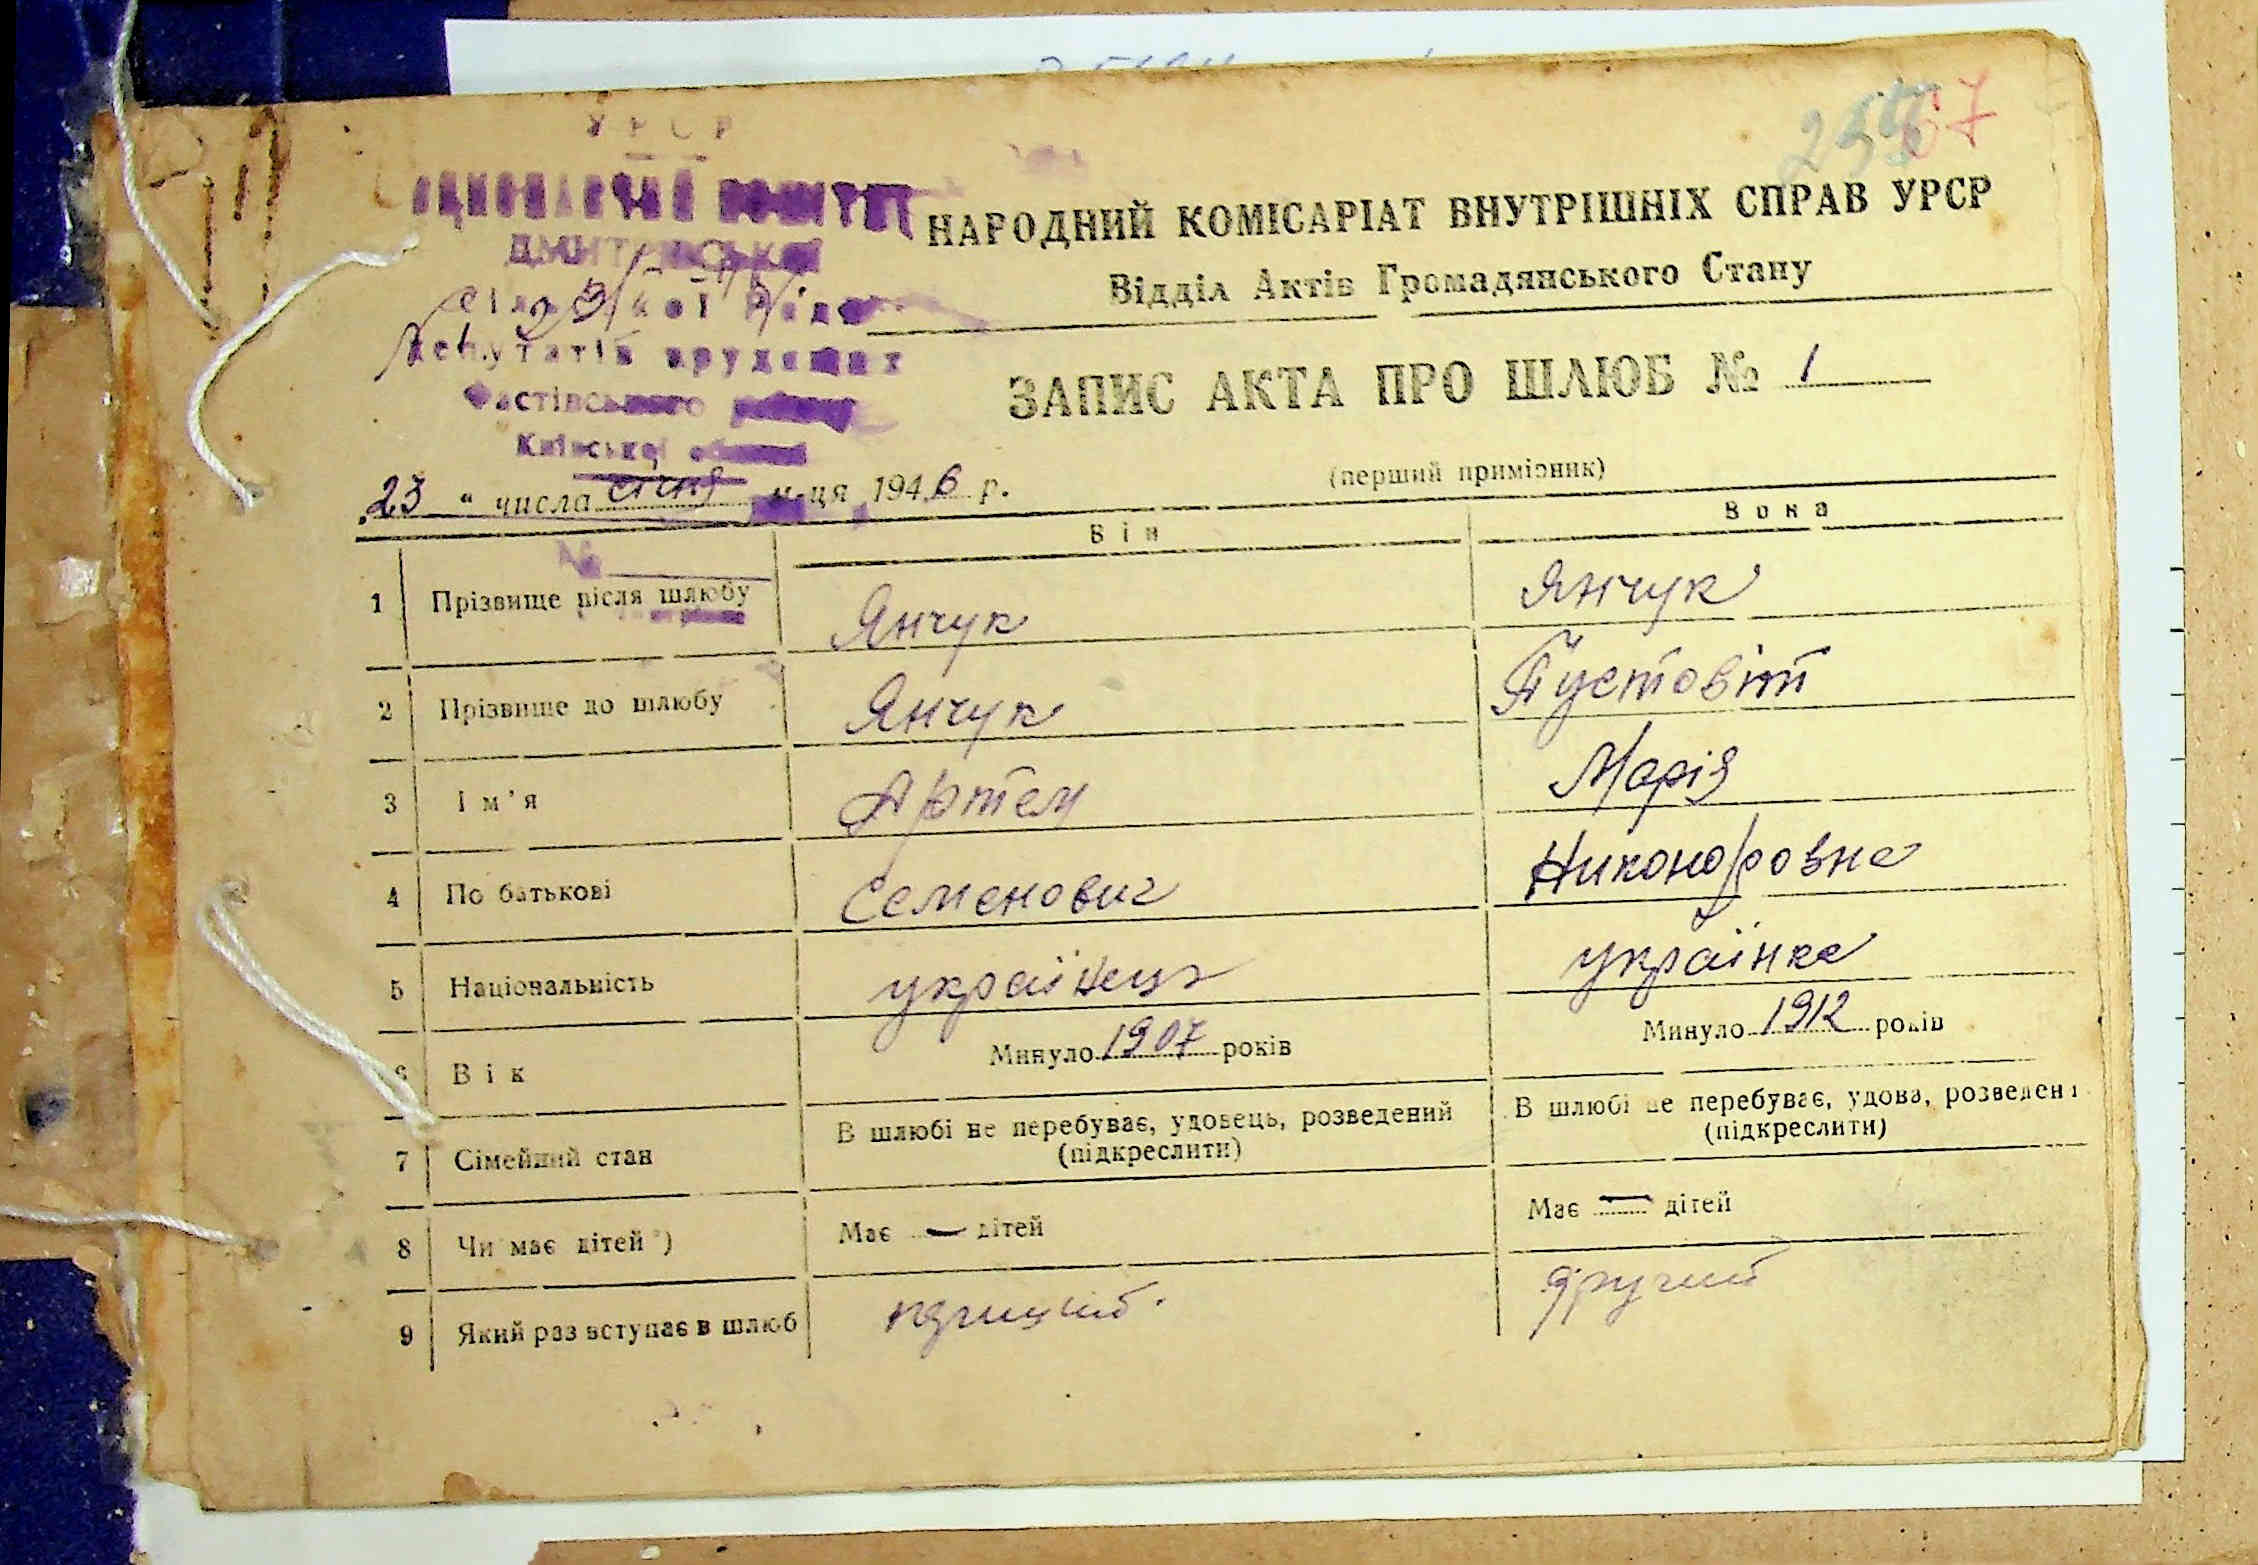 УРСР
ДМИТРІВСЬКОЇ
сільської Ради
депутатів трудящих
Фастівського району
Київської області
67
НАРОДНИЙ КОМІСАРІАТ ВНУТРІШНІХ СПРАВ УРСР
Відділ Актів Громадянського Стану
ЗАПИС АКТА ПРО ШЛЮБ № 1
(перший примірник)
23 " числа січня м-ця 1946 р.
Він Вона
1 Прізвище після шлюбу Янчук Янчук
2 Прізвище до шлюбу Янчук Пустовіт
3 Ім'я Артем Марія
4 По батькові Семенович Никоноровна
5 Національність українець українка
6 Вік Минуло 1907 років Минуло 1912 років
7 Сімейний стан В шлюбі не перебуває, удовець, розведений (підкреслити) В шлюбі не перебуває, удова, розведена (підкреслити)
8 Чи має дітей*) Має — дітей Має — дітей
9 Який раз вступає в шлюб другий